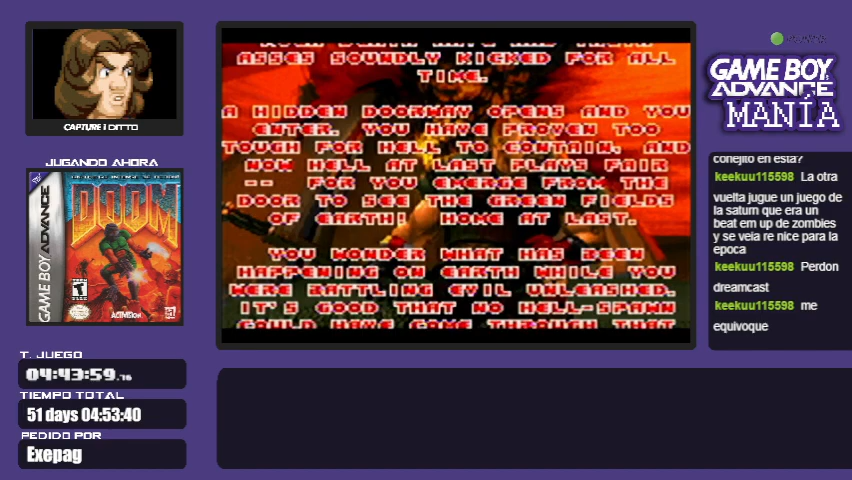 CAPTURE I DITTO
JUGANDO AHORA
GAME BOY ADVANCE
DOOM
TEEN
ACTIVISION
T. JUEGO
04:43:59.76
TIEMPO TOTAL
51 days 04:53:40
PEDIDO POR
Exepag
ASSES SOUNDLY KICKED FOR ALL
TIME.
A HIDDEN DOORWAY OPENS AND YOU
ENTER. YOU HAVE PROVEN TOO
TOUGH FOR HELL TO CONTAIN, AND
NOW HELL AT LAST PLAYS FAIR
-- FOR YOU EMERGE FROM THE
DOOR TO SEE THE GREEN FIELDS
OF EARTH! HOME AT LAST.
YOU WONDER WHAT HAS BEEN
HAPPENING ON EARTH WHILE YOU
WERE BATTLING EVIL UNLEASHED.
IT'S GOOD THAT NO HELL-SPAWN
COULD HAVE COME THROUGH THAT
GAME BOY
ADVANCE
MANÍA
conejito en esta?
keekuu115598 La otra
vuelta jugue un juego de
la saturn que era un
beat em up de zombies
y se veia re nice para la
epoca
keekuu115598 Perdon
dreamcast
keekuu115598 me
equivoque